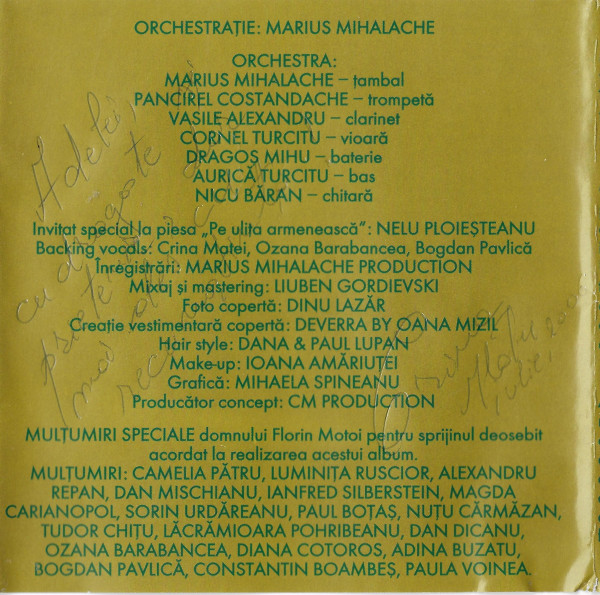 ORCHESTRAȚIE: MARIUS MIHALACHE
ORCHESTRA:
MARIUS MIHALACHE – țambal
PANCIREL COSTANDACHE – trompetă
VASILE ALEXANDRU – clarinet
CORNEL TURCITU – vioară
DRAGOȘ MIHU – baterie
AURICĂ TURCITU – bas
NICU BĂRAN – chitară
Invitat special la piesa „Pe ulița armenească”: NELU PLOIEȘTEANU
Backing vocals: Crina Matei, Ozana Barabancea, Bogdan Pavlică
Înregistrări: MARIUS MIHALACHE PRODUCTION
Mixaj și mastering: LIUBEN GORDIEVSKI
Foto copertă: DINU LAZĂR
Creație vestimentară copertă: DEVERRA BY OANA MIZIL
Hair style: DANA & PAUL LUPAN
Make-up: IOANA AMĂRIUȚEI
Grafică: MIHAELA SPINEANU
Producător concept: CM PRODUCTION
MULȚUMIRI SPECIALE domnului Florin Motoi pentru sprijinul deosebit
acordat la realizarea acestui album.
MULȚUMIRI: CAMELIA PĂTRU, LUMINIȚA RUSCIOR, ALEXANDRU
REPAN, DAN MISCHIANU, IANFRED SILBERSTEIN, MAGDA
CARIANOPOL, SORIN URDĂREANU, PAUL BOȚAȘ, NUȚU CĂRMĂZAN,
TUDOR CHIȚU, LĂCRĂMIOARA POHRIBEANU, DAN DICANU,
OZANA BARABANCEA, DIANA COTOROS, ADINA BUZATU,
BOGDAN PAVLICĂ, CONSTANTIN BOAMBEȘ, PAULA VOINEA.
Adelei,
cu dragoste